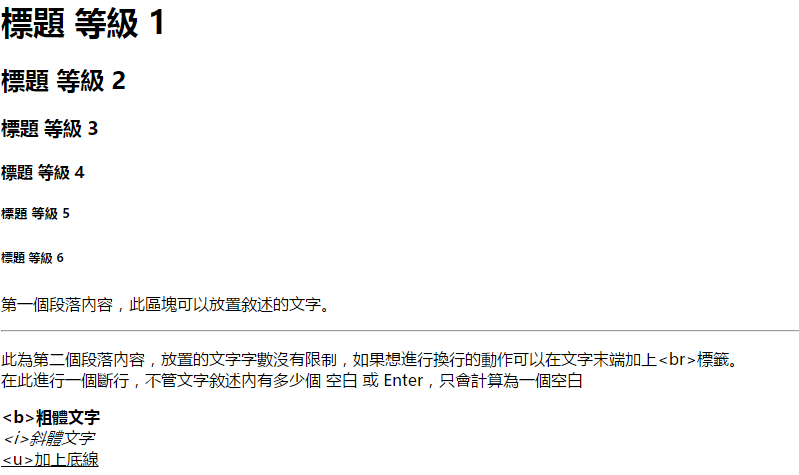 標題 等級 1
標題 等級 2
標題 等級 3
標題 等級 4
標題 等級 5
標題 等級 6
第一個段落內容，此區塊可以放置敘述的文字。
此為第二個段落內容，放置的文字字數沒有限制，如果想進行換行的動作可以在文字末端加上<br>標籤。
在此進行一個斷行，不管文字敘述內有多少個 空白 或 Enter，只會計算為一個空白
<b>粗體文字
<i>斜體文字
<u>加上底線